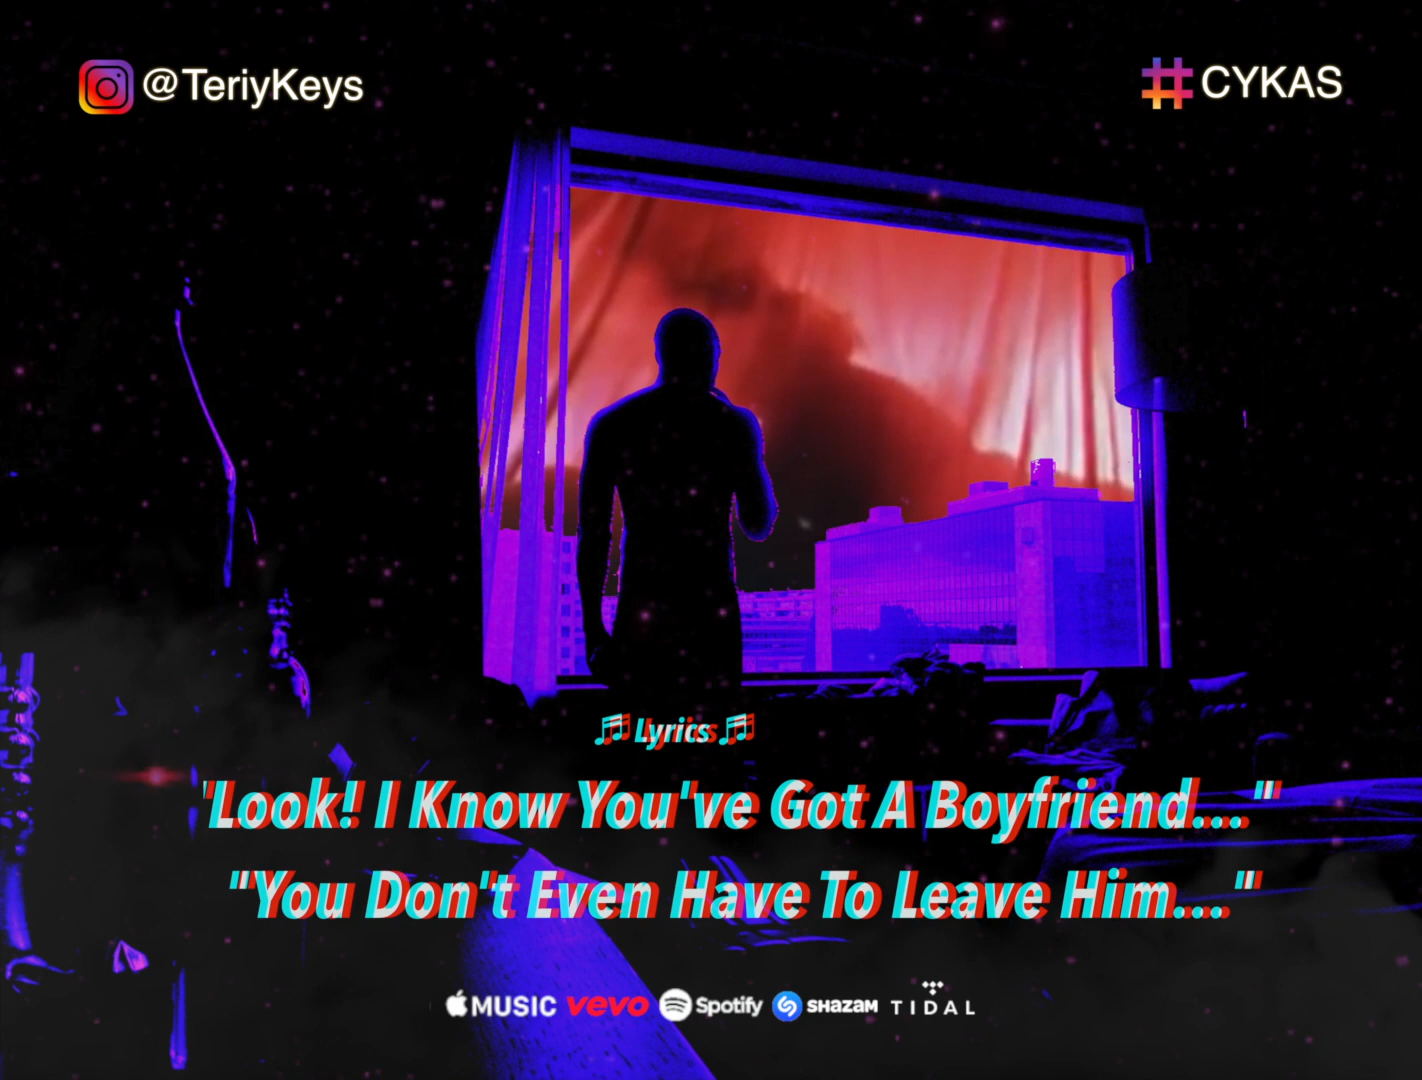 @TeriyKeys
#CYKAS
🎵 Lyrics 🎵
"Look! I Know You've Got A Boyfriend...."
"You Don't Even Have To Leave Him..."
MUSIC vevo Spotify SHAZAM TIDAL